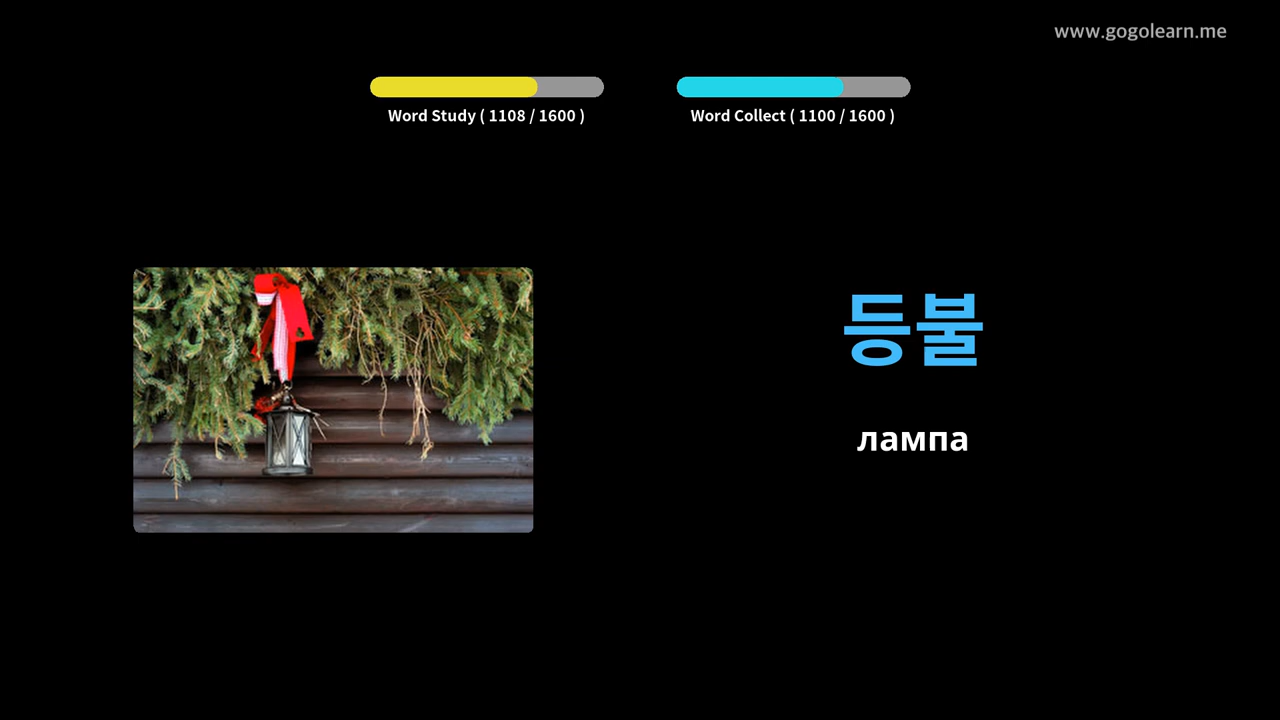 www.gogolearn.me
Word Study ( 1108 / 1600 )
Word Collect ( 1100 / 1600 )
등불
лампа